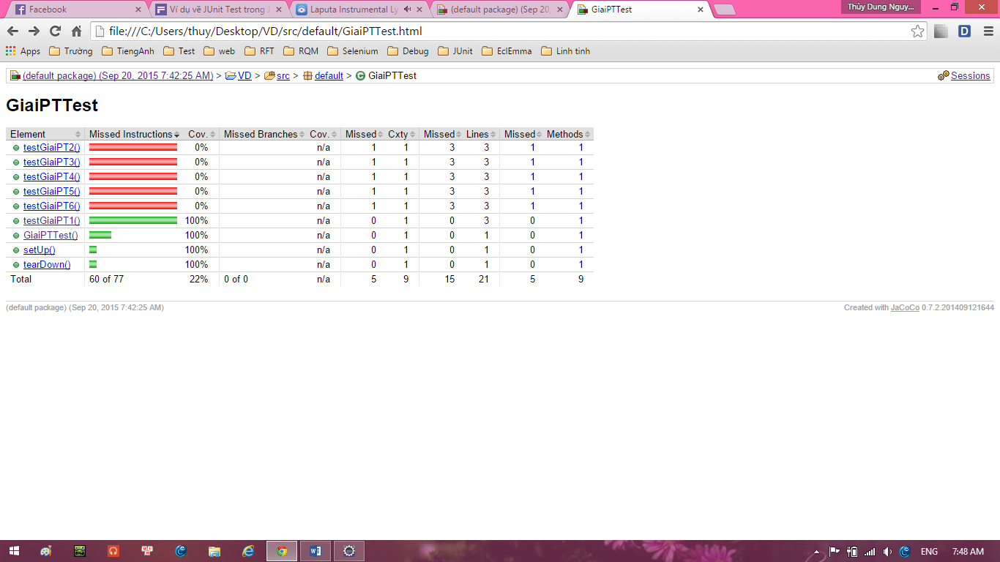 Facebook
Ví dụ về JUnit Test trong J
Laputa Instrumental Ly
(default package) (Sep 20,
GiaiPTTest
Thùy Dung Nguy...
file:///C:/Users/thuy/Desktop/VD/src/default/GiaiPTTest.html
Apps Trường TiengAnh Test web RFT RQM Selenium Debug JUnit EclEmma Linh tinh
(default package) (Sep 20, 2015 7:42:25 AM) > VD > src > default > GiaiPTTest Sessions
GiaiPTTest
Element Missed Instructions Cov. Missed Branches Cov. Missed Cxty Missed Lines Missed Methods
testGiaiPT2() 0% n/a 1 1 3 3 1 1
testGiaiPT3() 0% n/a 1 1 3 3 1 1
testGiaiPT4() 0% n/a 1 1 3 3 1 1
testGiaiPT5() 0% n/a 1 1 3 3 1 1
testGiaiPT6() 0% n/a 1 1 3 3 1 1
testGiaiPT1() 100% n/a 0 1 0 3 0 1
GiaiPTTest() 100% n/a 0 1 0 1 0 1
setUp() 100% n/a 0 1 0 1 0 1
tearDown() 100% n/a 0 1 0 1 0 1
Total 60 of 77 22% 0 of 0 n/a 5 9 15 21 5 9
(default package) (Sep 20, 2015 7:42:25 AM) Created with JaCoCo 0.7.2.201409121644
ENG 7:48 AM